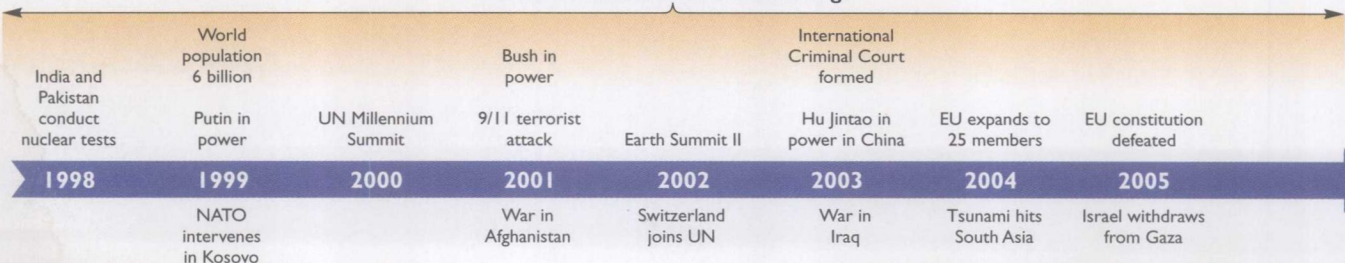 World
population
6 billion
India and
Pakistan
conduct
nuclear tests
Putin in
power
UN Millennium
Summit
Bush in
power
9/11 terrorist
attack
Earth Summit II
International
Criminal Court
formed
Hu Jintao in
power in China
EU expands to
25 members
EU constitution
defeated
1998 1999 2000 2001 2002 2003 2004 2005
NATO
intervenes
in Kosovo
War in
Afghanistan
Switzerland
joins UN
War in
Iraq
Tsunami hits
South Asia
Israel withdraws
from Gaza